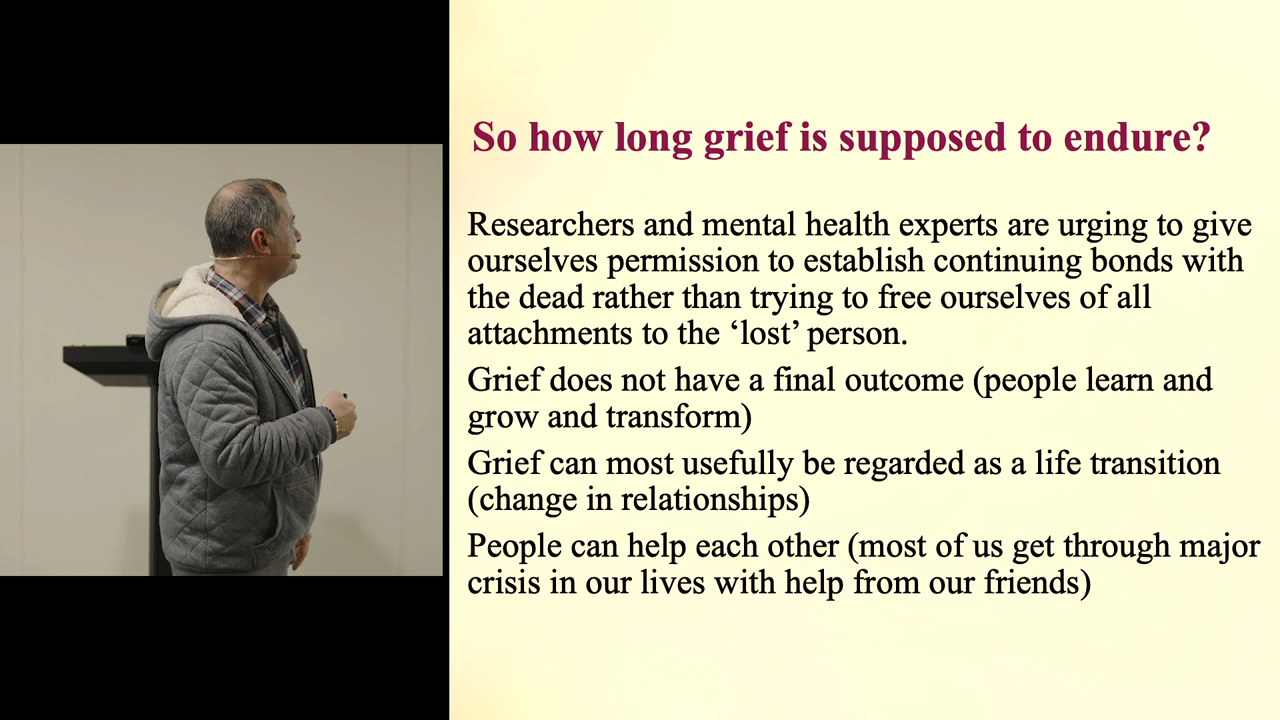 So how long grief is supposed to endure?
Researchers and mental health experts are urging to give
ourselves permission to establish continuing bonds with
the dead rather than trying to free ourselves of all
attachments to the ‘lost’ person.
Grief does not have a final outcome (people learn and
grow and transform)
Grief can most usefully be regarded as a life transition
(change in relationships)
People can help each other (most of us get through major
crisis in our lives with help from our friends)